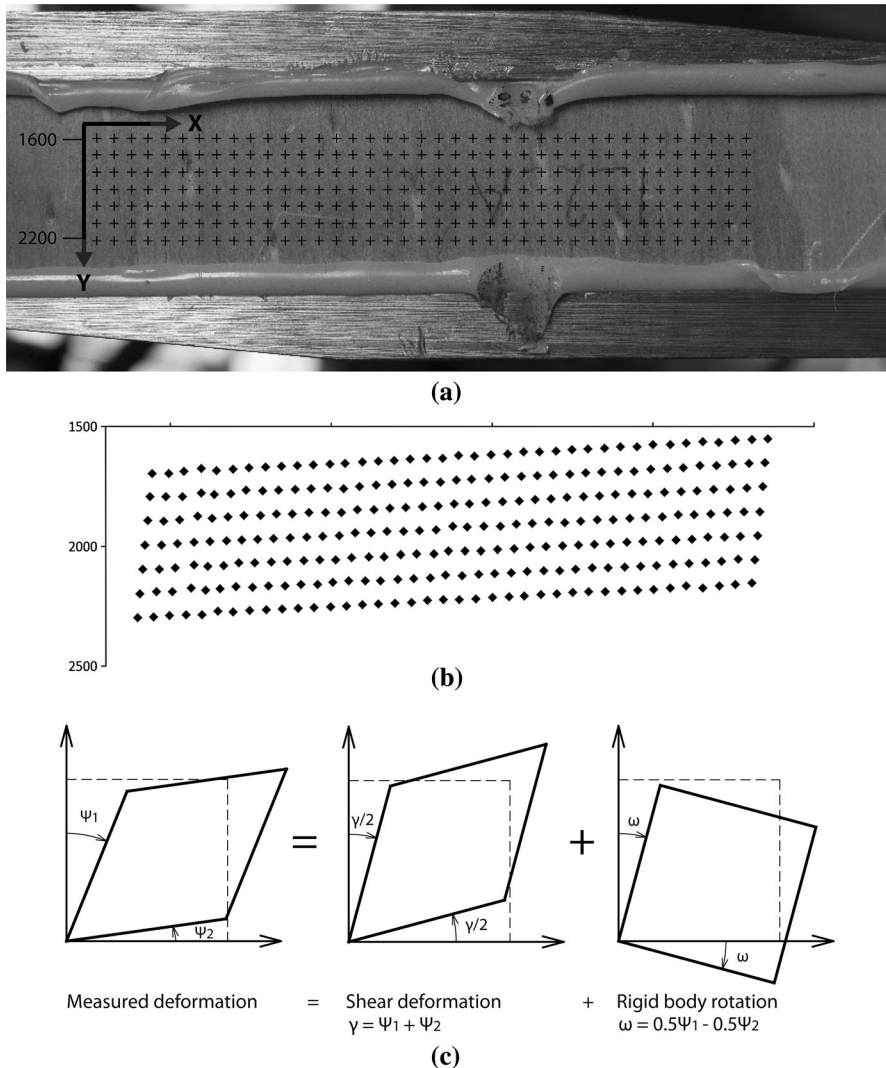 X
1600
2200
Y
(a)
1500
2000
2500
(b)
Ψ1
Ψ2
γ/2
γ/2
ω
ω
=
+
Measured deformation = Shear deformation + Rigid body rotation
γ = Ψ1 + Ψ2 ω = 0.5Ψ1 - 0.5Ψ2
(c)